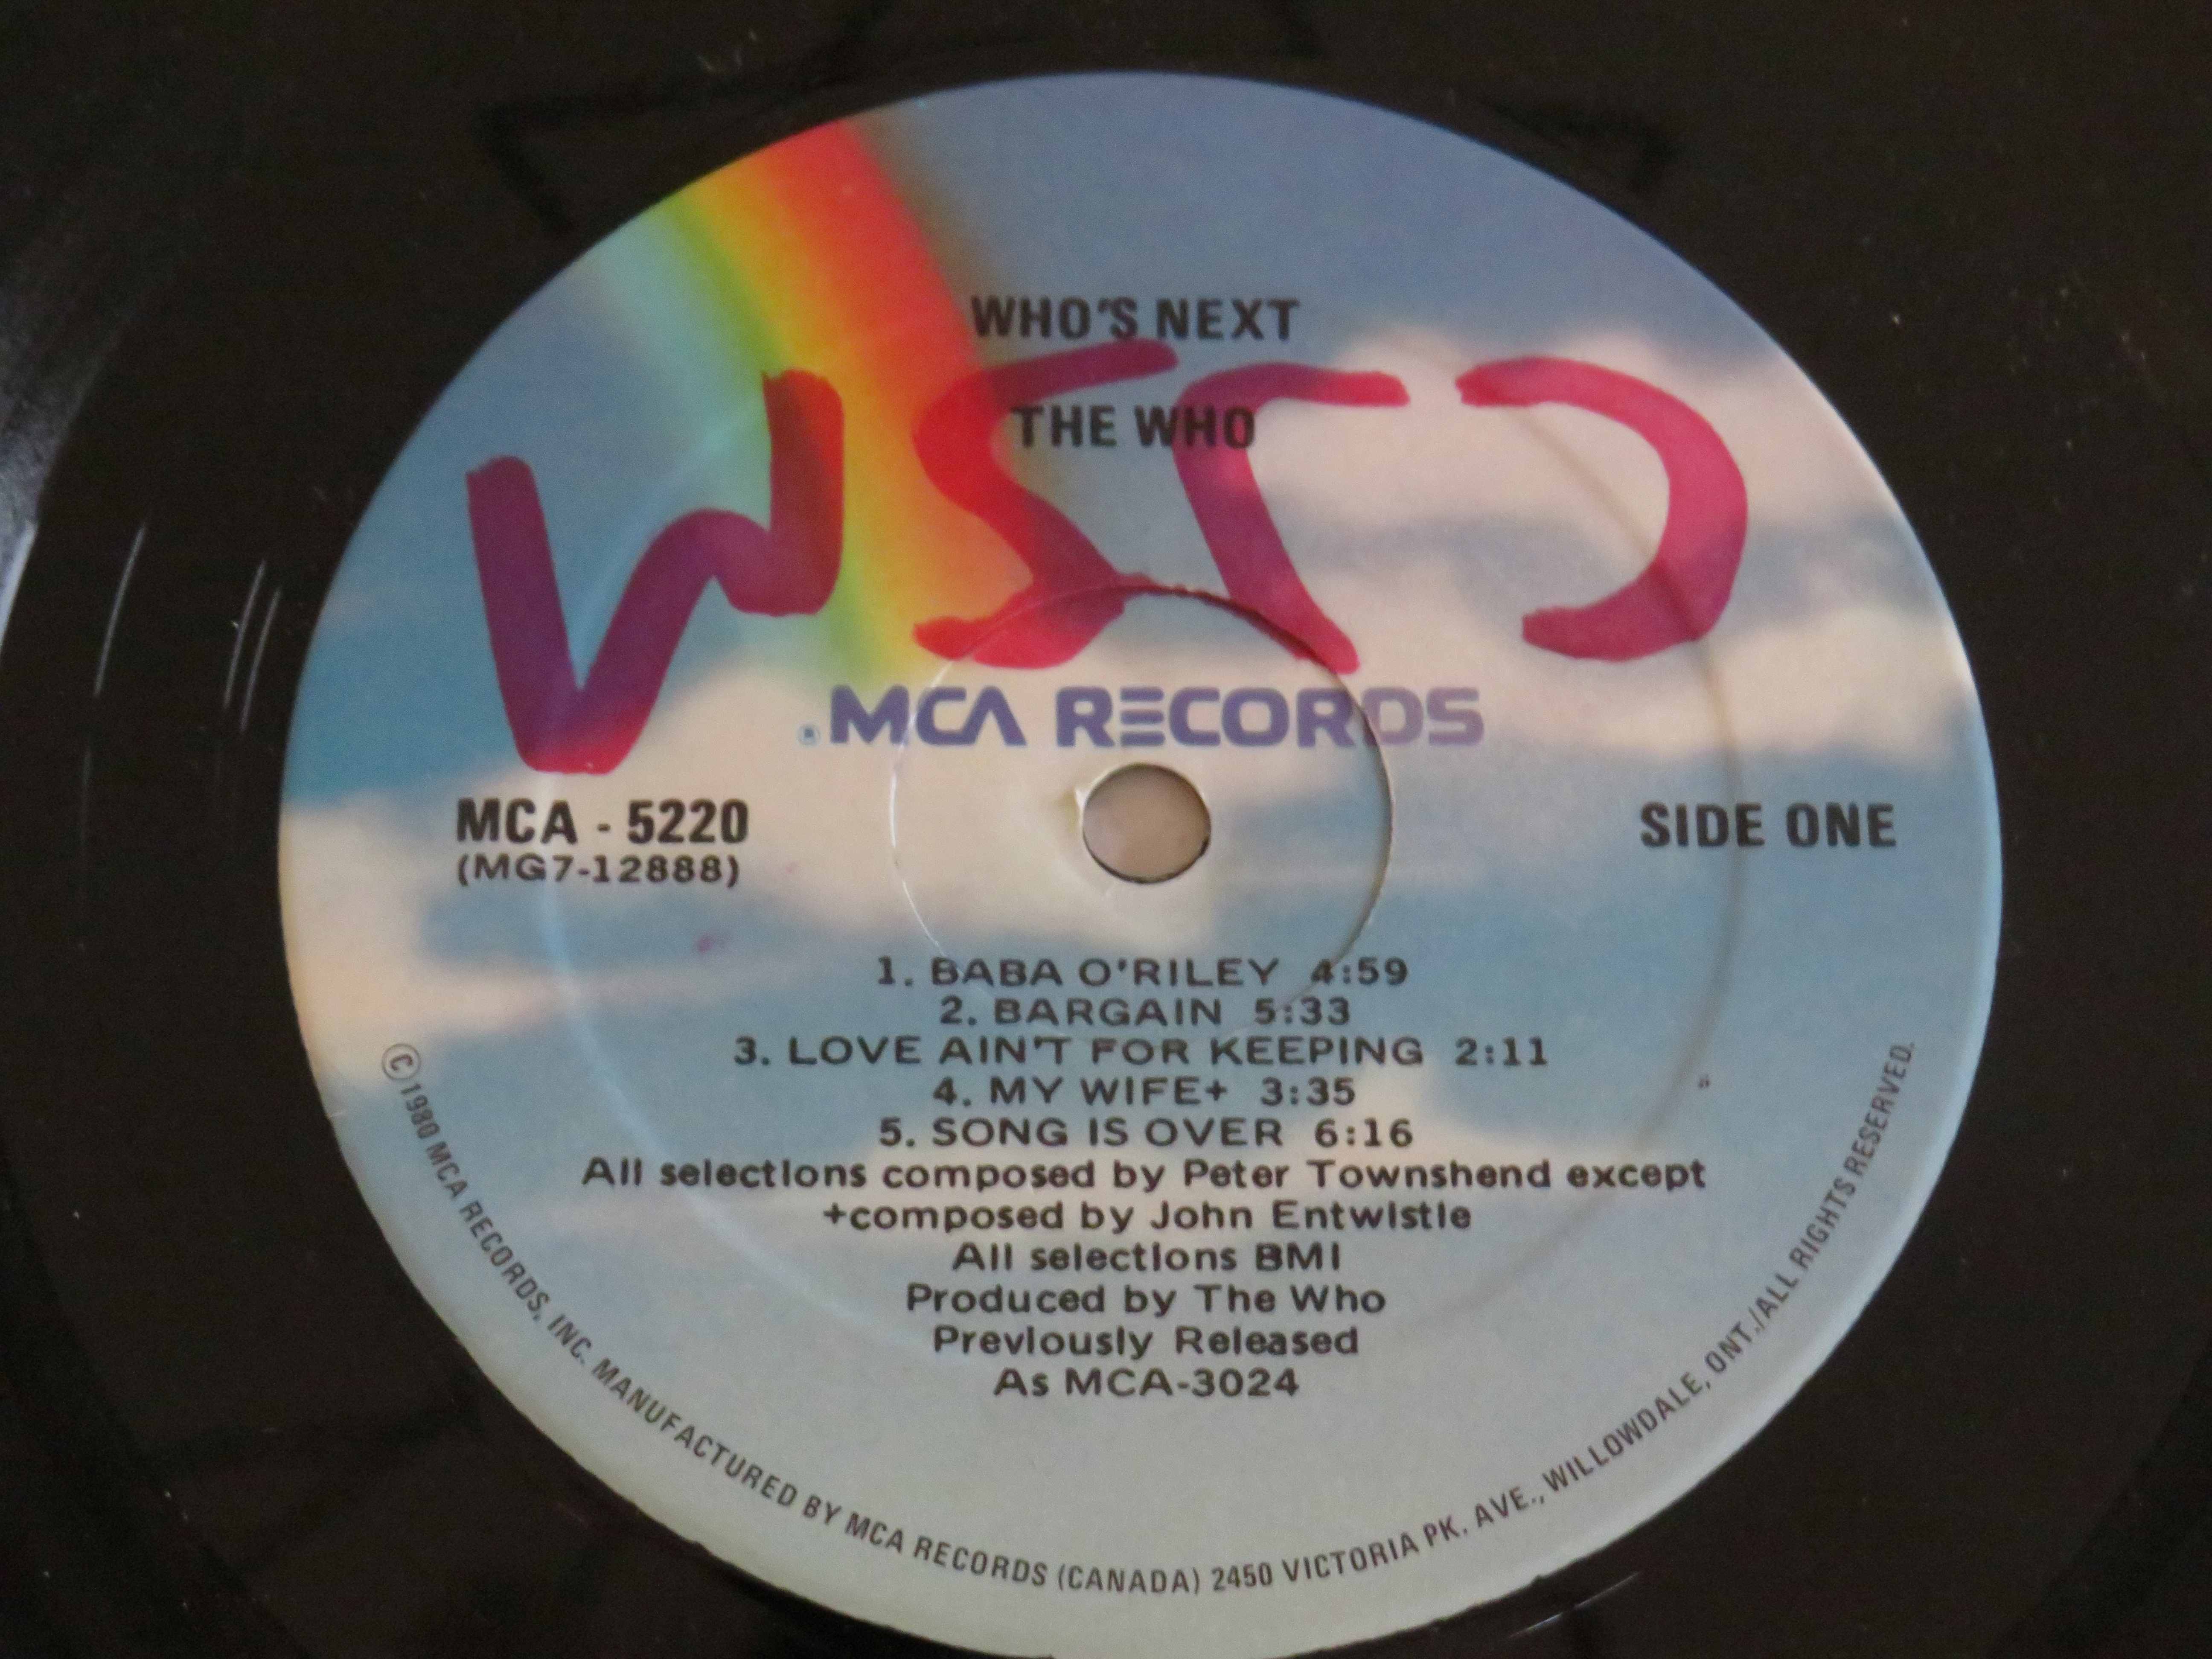 WHO'S NEXT
THE WHO
® MCA RECORDS
MCA - 5220
(MG7-12888)
SIDE ONE
1. BABA O'RILEY 4:59
2. BARGAIN 5:33
3. LOVE AIN'T FOR KEEPING 2:11
4. MY WIFE+ 3:35
5. SONG IS OVER 6:16
All selections composed by Peter Townshend except
+composed by John Entwistle
All selections BMI
Produced by The Who
Previously Released
As MCA-3024
©1980 MCA RECORDS, INC. MANUFACTURED BY MCA RECORDS (CANADA) 2450 VICTORIA PK. AVE., WILLOWDALE, ONT./ALL RIGHTS RESERVED.